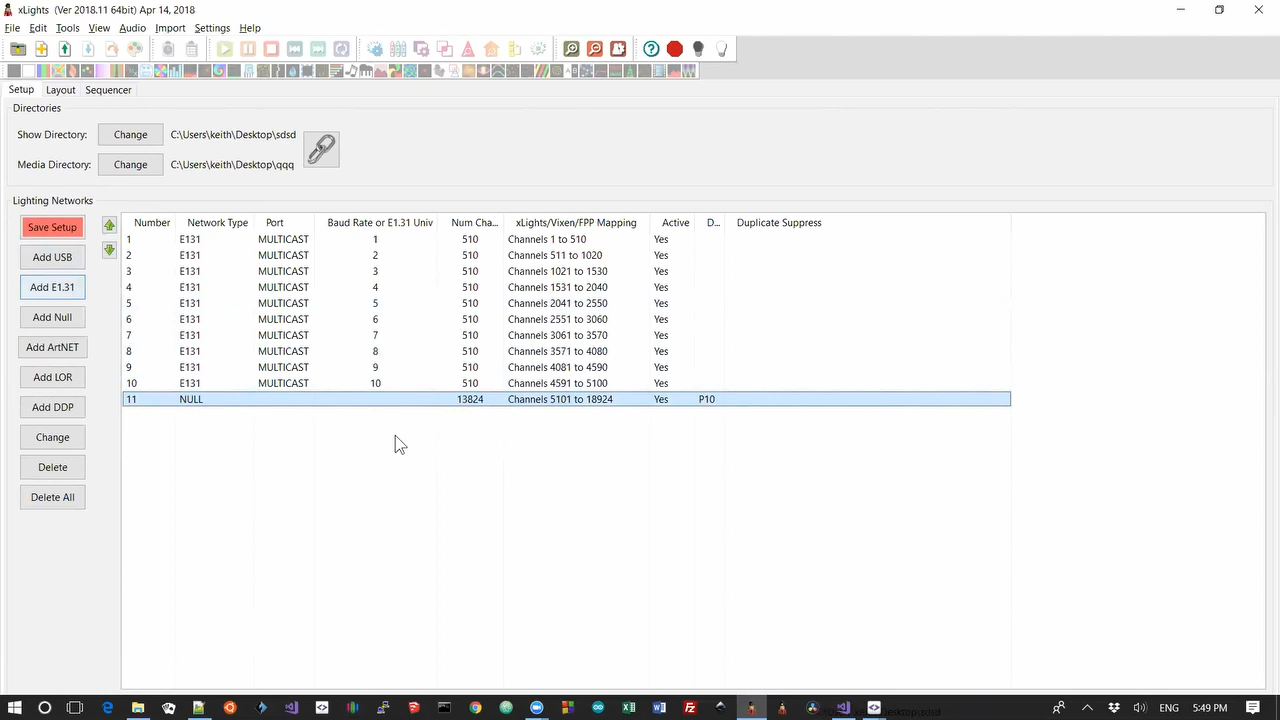 xLights (Ver 2018.11 64bit) Apr 14, 2018
File Edit Tools View Audio Import Settings Help
Setup Layout Sequencer
Directories
Show Directory: Change C:\Users\keith\Desktop\sdsd
Media Directory: Change C:\Users\keith\Desktop\qqq
Lighting Networks
Save Setup
Add USB
Add E1.31
Add Null
Add ArtNET
Add LOR
Add DDP
Change
Delete
Delete All
Number Network Type Port Baud Rate or E1.31 Univ Num Cha... xLights/Vixen/FPP Mapping Active D... Duplicate Suppress
1 E131 MULTICAST 1 510 Channels 1 to 510 Yes
2 E131 MULTICAST 2 510 Channels 511 to 1020 Yes
3 E131 MULTICAST 3 510 Channels 1021 to 1530 Yes
4 E131 MULTICAST 4 510 Channels 1531 to 2040 Yes
5 E131 MULTICAST 5 510 Channels 2041 to 2550 Yes
6 E131 MULTICAST 6 510 Channels 2551 to 3060 Yes
7 E131 MULTICAST 7 510 Channels 3061 to 3570 Yes
8 E131 MULTICAST 8 510 Channels 3571 to 4080 Yes
9 E131 MULTICAST 9 510 Channels 4081 to 4590 Yes
10 E131 MULTICAST 10 510 Channels 4591 to 5100 Yes
11 NULL 13824 Channels 5101 to 18924 Yes P10
ENG 5:49 PM